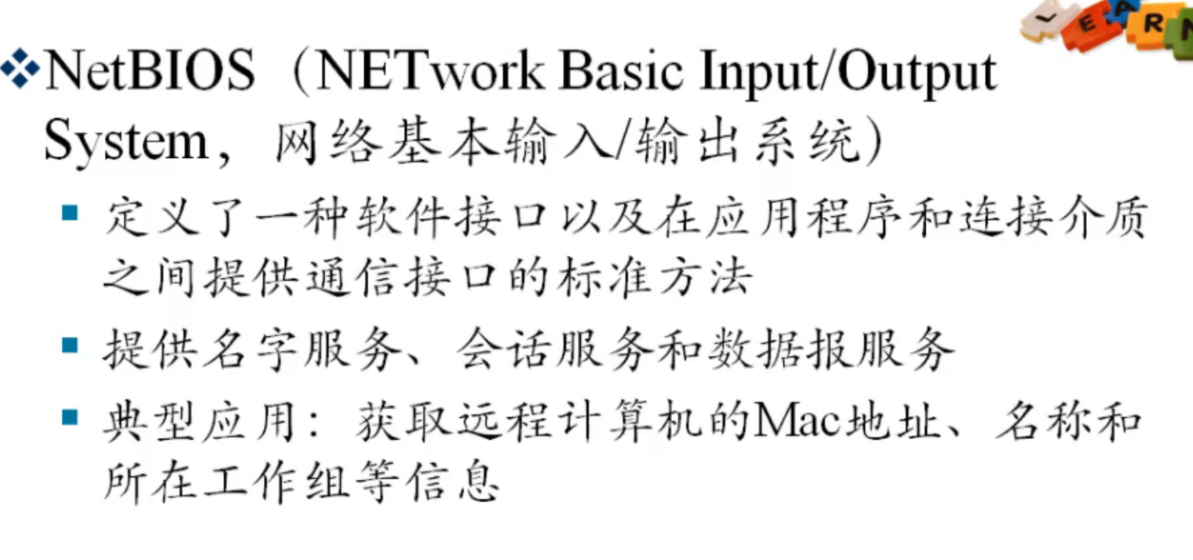 LEARN
NetBIOS（NETwork Basic Input/Output
System，网络基本输入/输出系统）
定义了一种软件接口以及在应用程序和连接介质
之间提供通信接口的标准方法
提供名字服务、会话服务和数据报服务
典型应用：获取远程计算机的Mac地址、名称和
所在工作组等信息